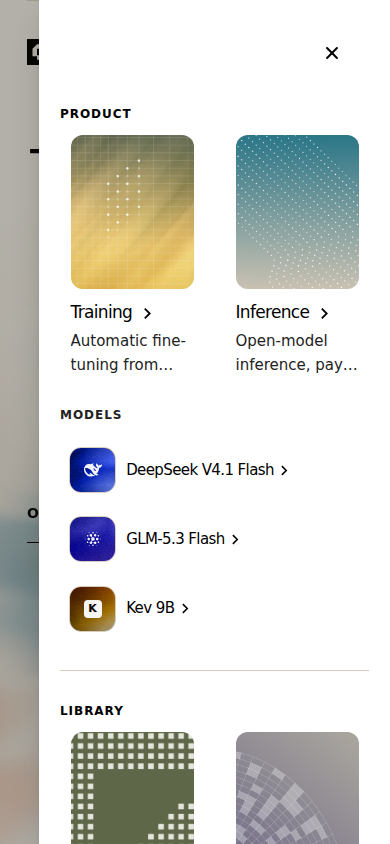 PRODUCT
Training
Automatic fine-
tuning from...
Inference
Open-model
inference, pay...
MODELS
DeepSeek V4.1 Flash
GLM-5.3 Flash
K
Kev 9B
LIBRARY